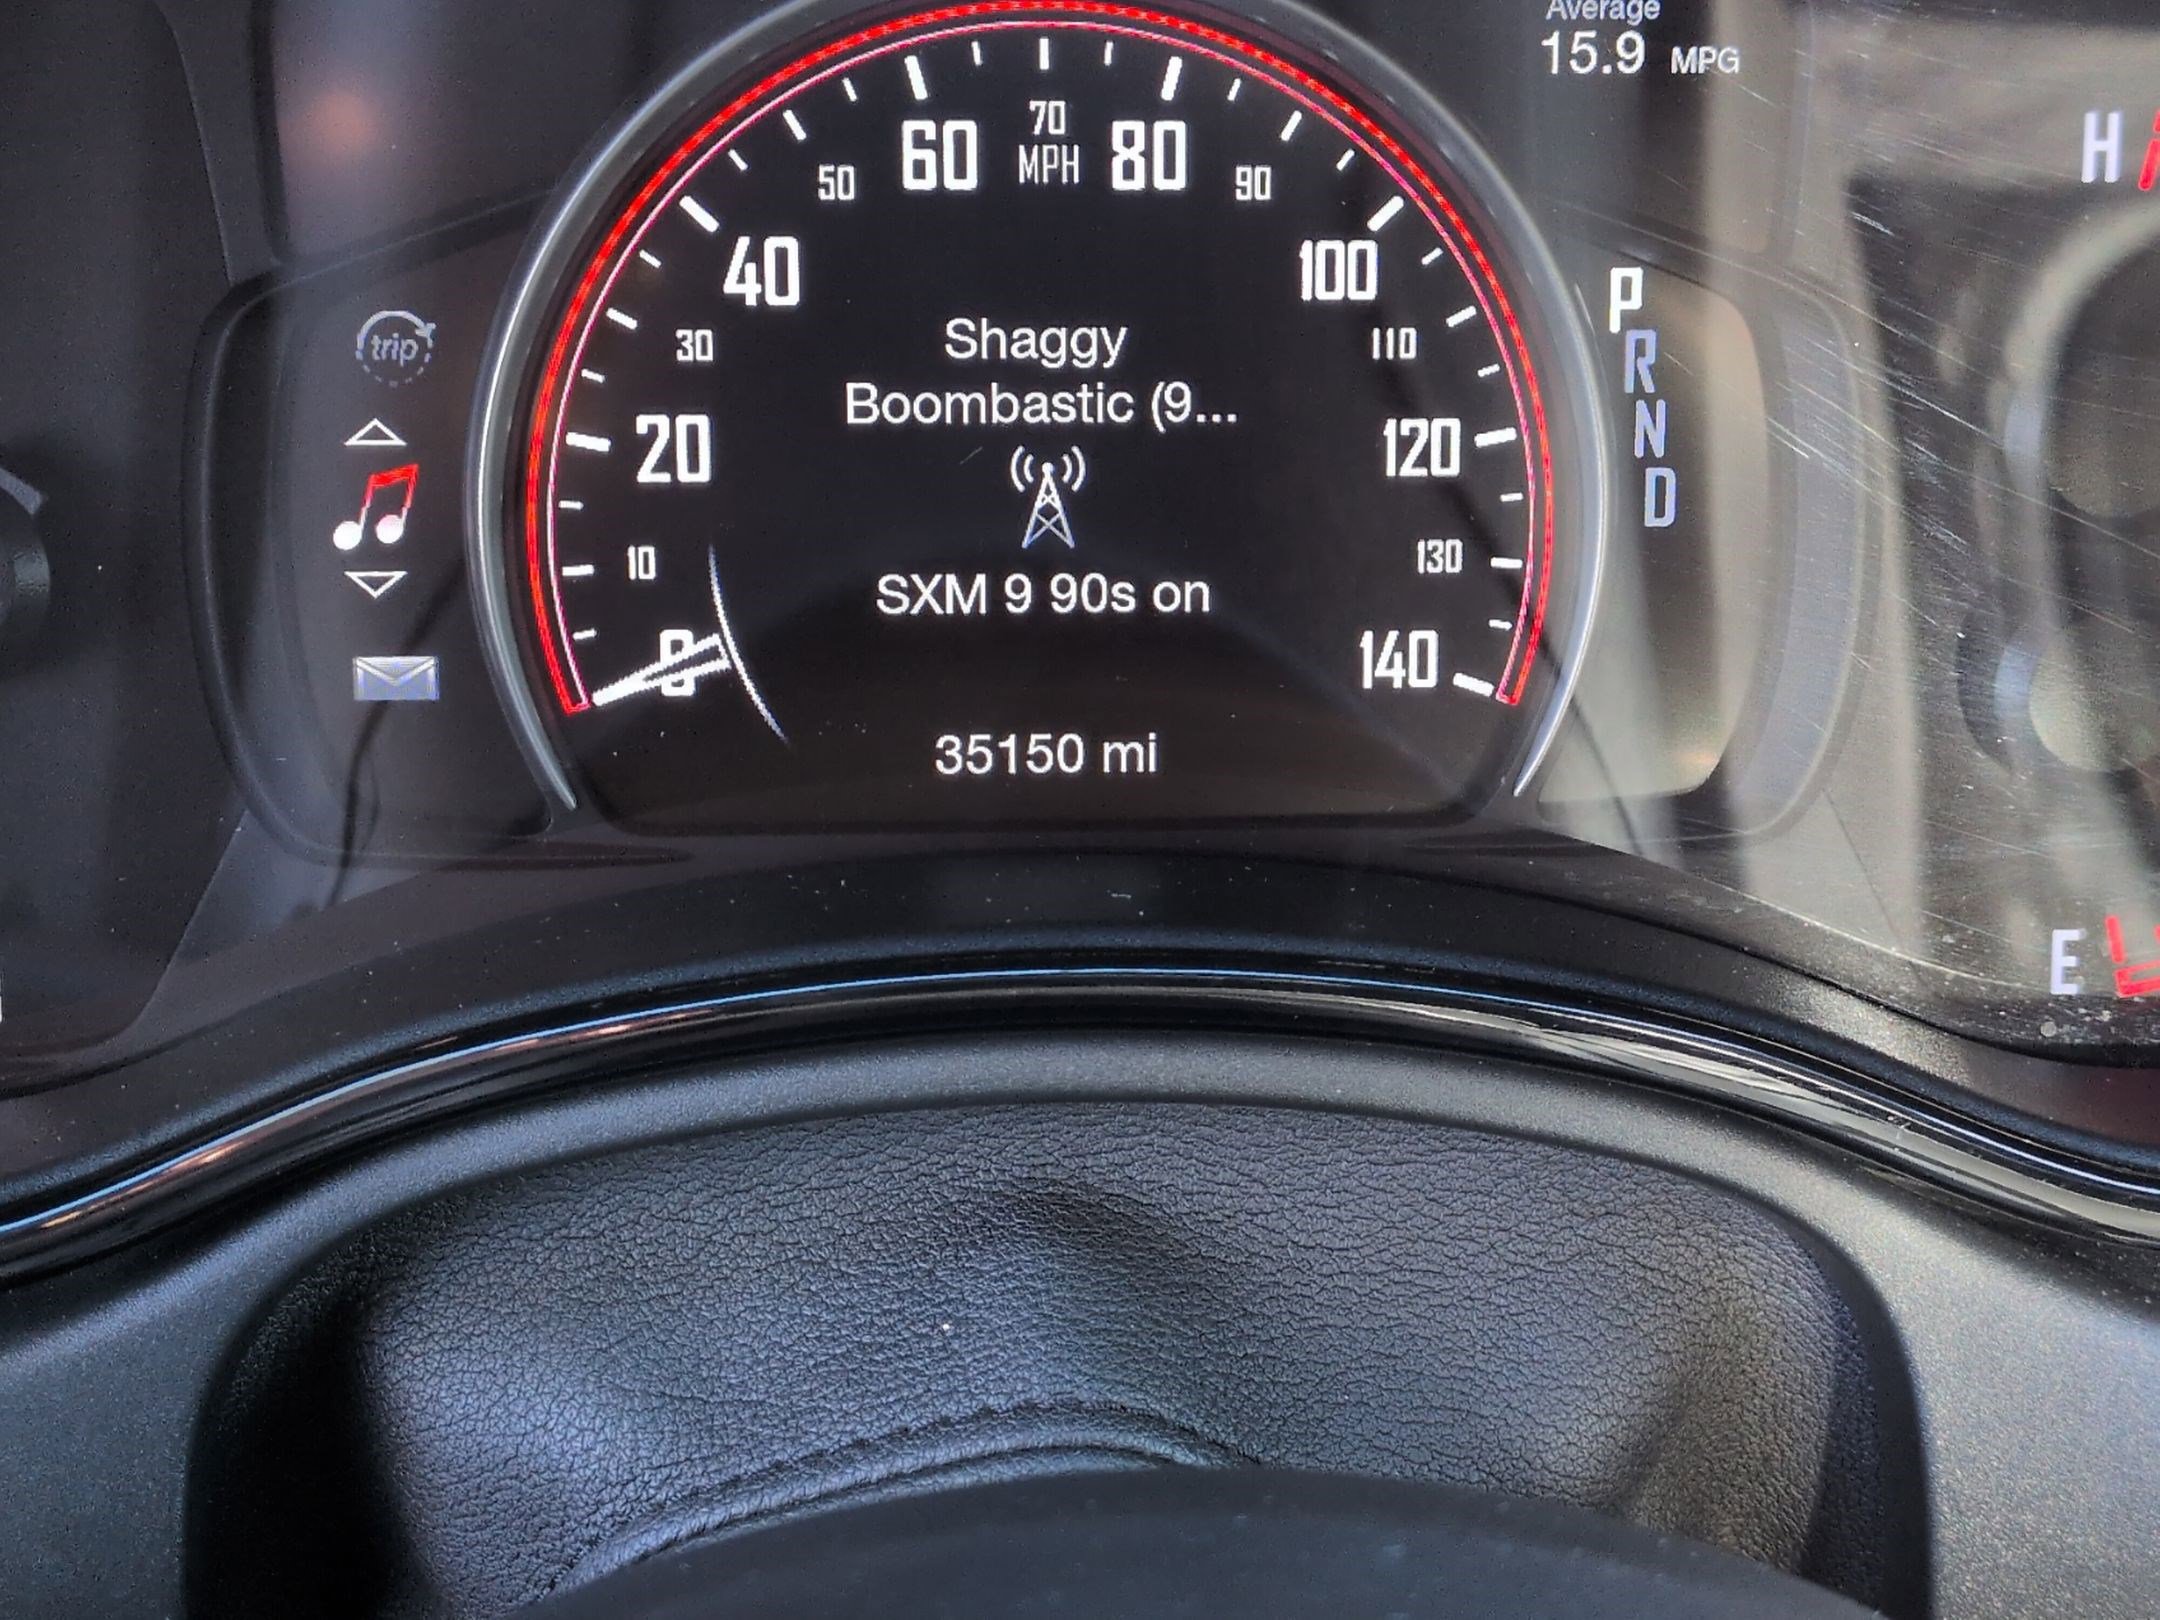 Average
15.9 MPG
H
70
60 MPH 80
50 90
40 100
30 110
20 120
10 130
0 140
Shaggy
Boombastic (9...
SXM 9 90s on
35150 mi
trip
P
R
N
D
E